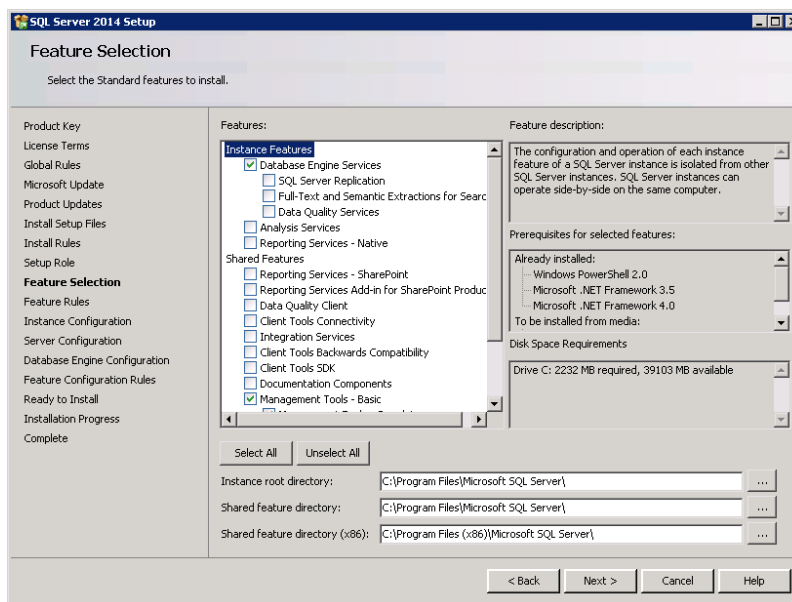 SQL Server 2014 Setup
Feature Selection
Select the Standard features to install.
Product Key
License Terms
Global Rules
Microsoft Update
Product Updates
Install Setup Files
Install Rules
Setup Role
Feature Selection
Feature Rules
Instance Configuration
Server Configuration
Database Engine Configuration
Feature Configuration Rules
Ready to Install
Installation Progress
Complete
Features:
Instance Features
Database Engine Services
SQL Server Replication
Full-Text and Semantic Extractions for Searc
Data Quality Services
Analysis Services
Reporting Services - Native
Shared Features
Reporting Services - SharePoint
Reporting Services Add-in for SharePoint Produc
Data Quality Client
Client Tools Connectivity
Integration Services
Client Tools Backwards Compatibility
Client Tools SDK
Documentation Components
Management Tools - Basic
Feature description:
The configuration and operation of each instance
feature of a SQL Server instance is isolated from other
SQL Server instances. SQL Server instances can
operate side-by-side on the same computer.
Prerequisites for selected features:
Already installed:
Windows PowerShell 2.0
Microsoft .NET Framework 3.5
Microsoft .NET Framework 4.0
To be installed from media:
Disk Space Requirements
Drive C: 2232 MB required, 39103 MB available
Select All
Unselect All
Instance root directory:
C:\Program Files\Microsoft SQL Server\
...
Shared feature directory:
C:\Program Files\Microsoft SQL Server\
...
Shared feature directory (x86):
C:\Program Files (x86)\Microsoft SQL Server\
...
< Back
Next >
Cancel
Help